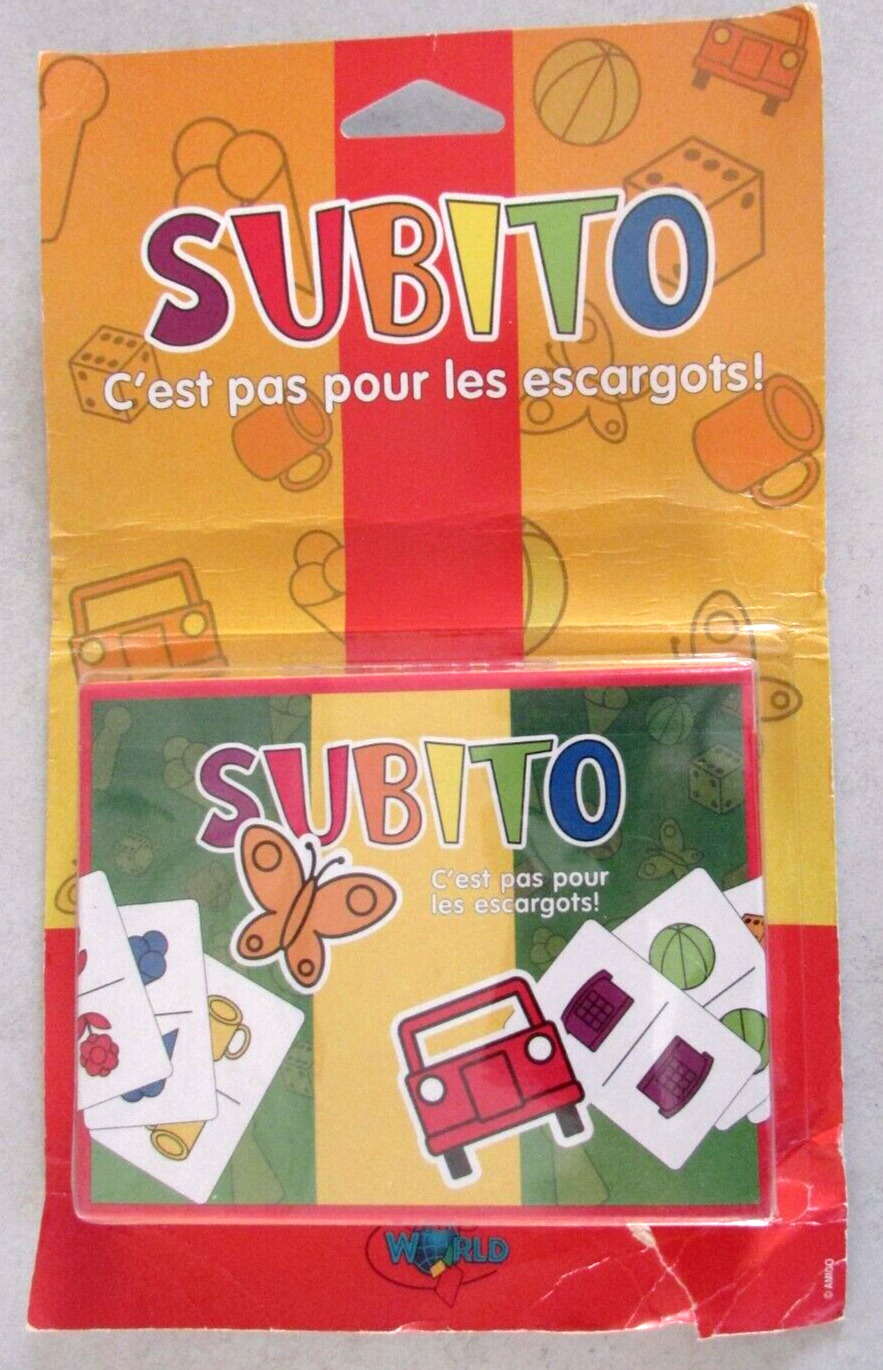 SUBITO
C'est pas pour les escargots!
SUBITO
C'est pas pour
les escargots!
WORLD
© AMIGO